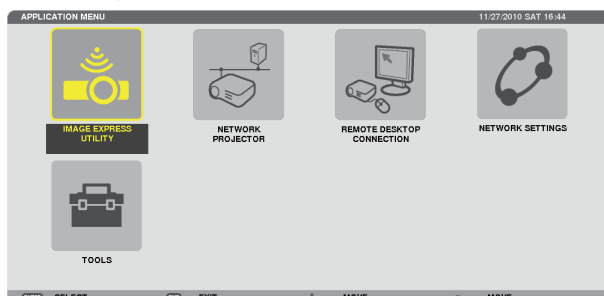 APPLICATION MENU 11/27/2010 SAT 16:44
IMAGE EXPRESS
UTILITY
NETWORK
PROJECTOR
REMOTE DESKTOP
CONNECTION
NETWORK SETTINGS
TOOLS
SELECT EXIT MOVE MOVE